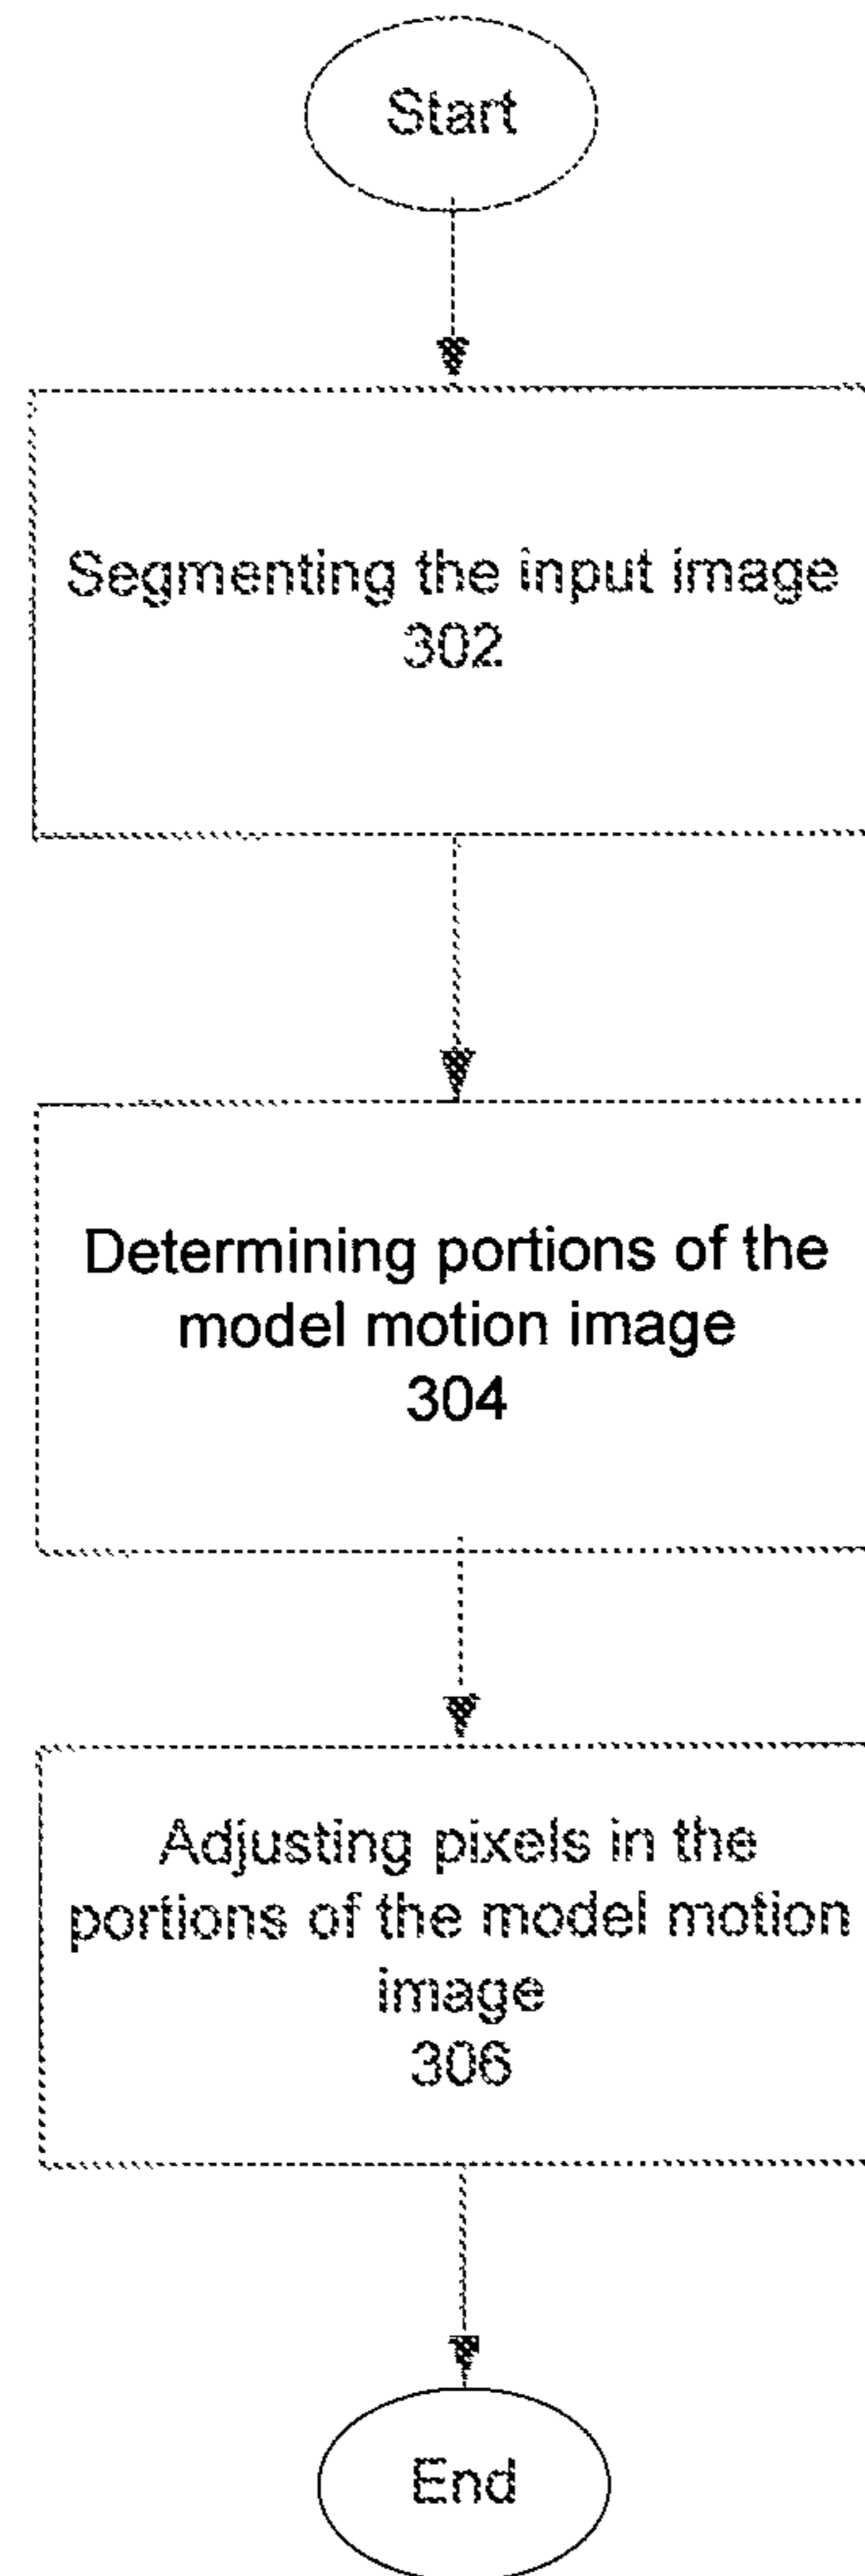 Start
Segmenting the input image
302
Determining portions of the
model motion image
304
Adjusting pixels in the
portions of the model motion
image
306
End